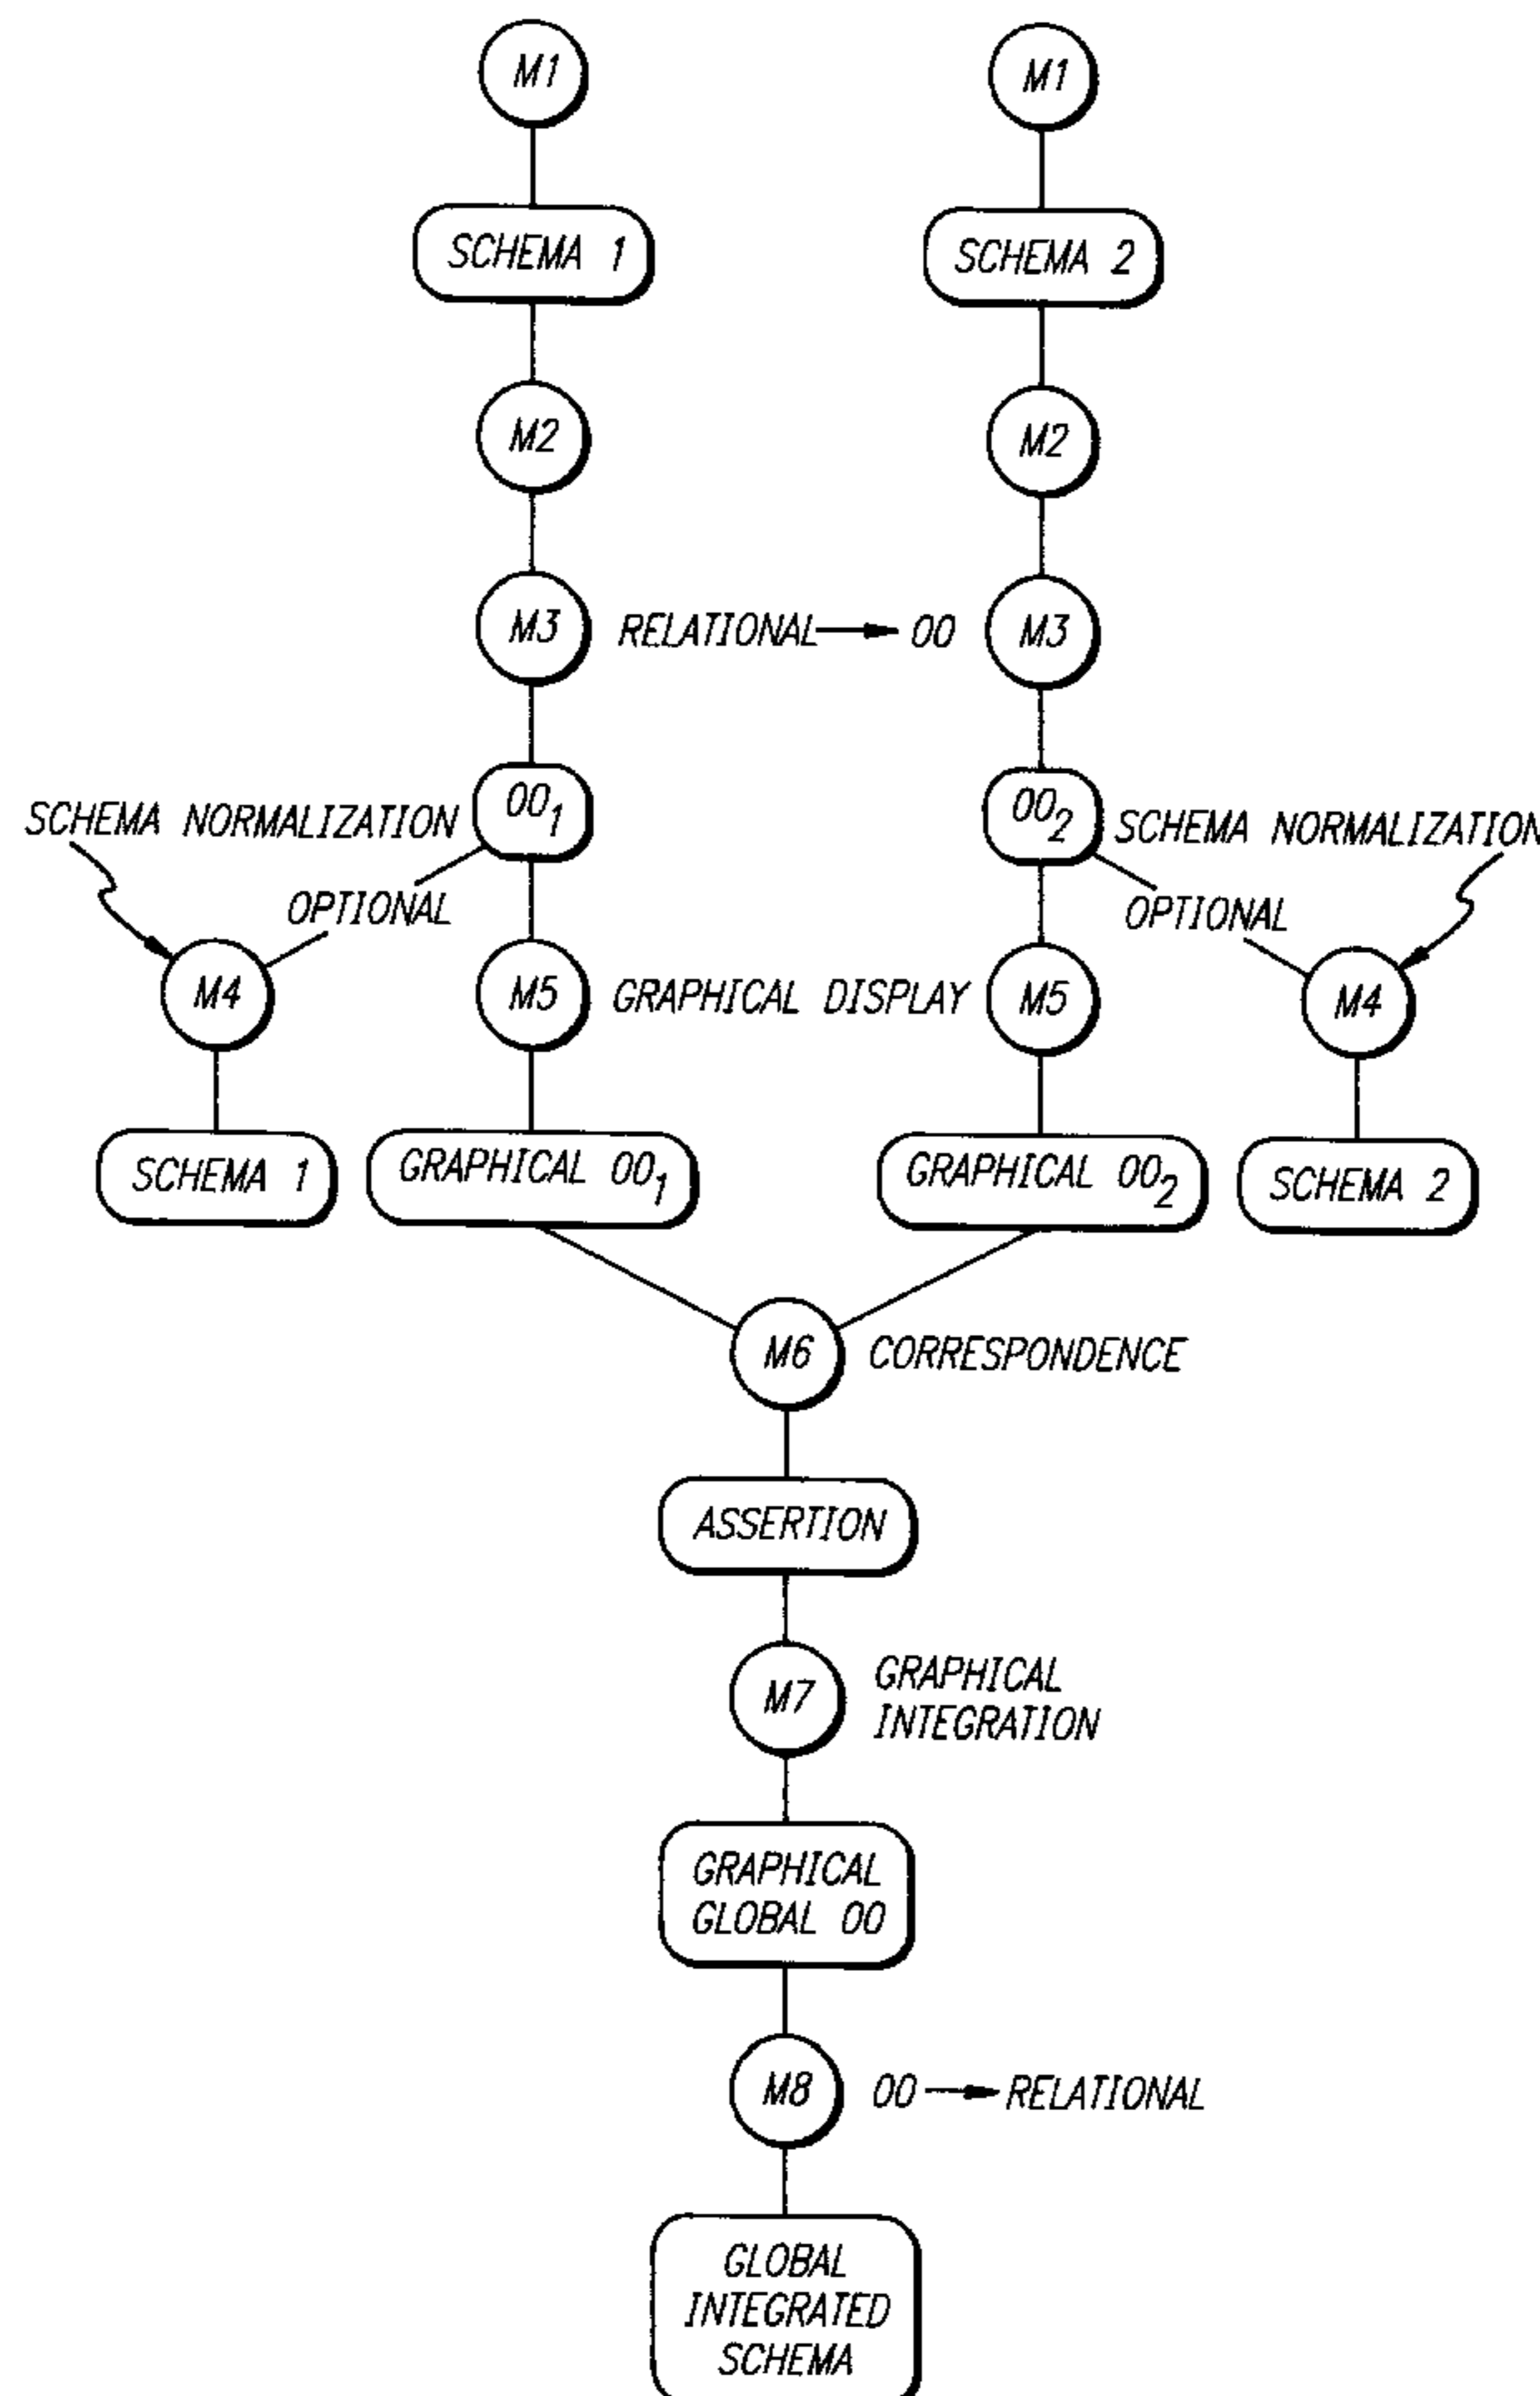 M1
M1
SCHEMA 1
SCHEMA 2
M2
M2
M3
RELATIONAL → OO
M3
SCHEMA NORMALIZATION
OO1
OO2
SCHEMA NORMALIZATION
OPTIONAL
OPTIONAL
M4
M5
GRAPHICAL DISPLAY
M5
M4
SCHEMA 1
GRAPHICAL OO1
GRAPHICAL OO2
SCHEMA 2
M6
CORRESPONDENCE
ASSERTION
M7
GRAPHICAL
INTEGRATION
GRAPHICAL
GLOBAL OO
M8
OO → RELATIONAL
GLOBAL
INTEGRATED
SCHEMA